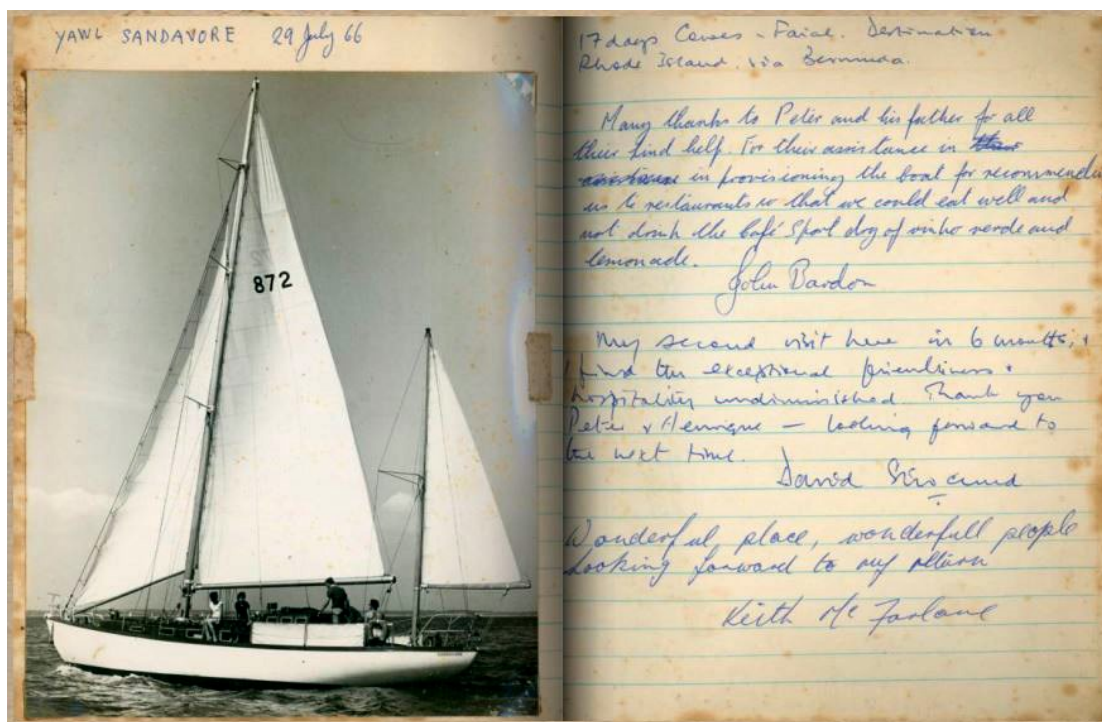 YAWL SANDAVORE 29 July 66
872
17 days Cowes - Faial. Destination
Rhode Island. via Bermuda.
Many thanks to Peter and his father for all
their kind help. For their assistance in
in provisioning the boat for recommending
us to restaurants so that we could eat well and
not drink the Café Sport dog of vinho verde and
lemonade.
John Bardon
My second visit here in 6 months, &
I find the exceptional friendliness &
hospitality undiminished. Thank you
Peter & Henrique — looking forward to
the next time.
David
Wonderful place, wonderfull people
Looking forward to my return
Keith McFarlane